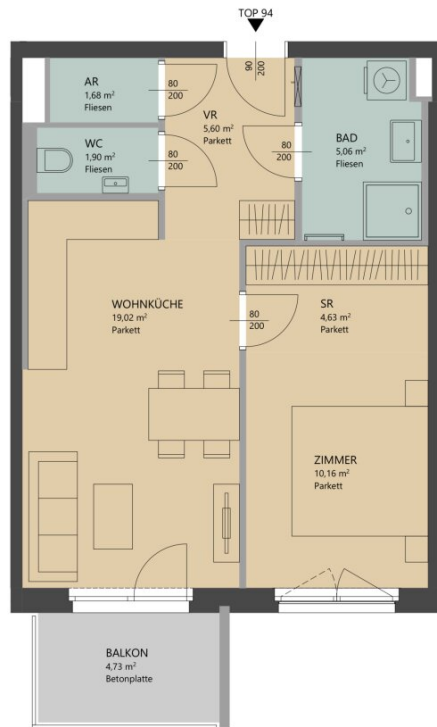 TOP 94
90
200
AR
1,68 m²
Fliesen
80
200
VR
5,60 m²
Parkett
WC
1,90 m²
Fliesen
80
200
80
200
BAD
5,06 m²
Fliesen
WOHNKÜCHE
19,02 m²
Parkett
80
200
SR
4,63 m²
Parkett
ZIMMER
10,16 m²
Parkett
BALKON
4,73 m²
Betonplatte